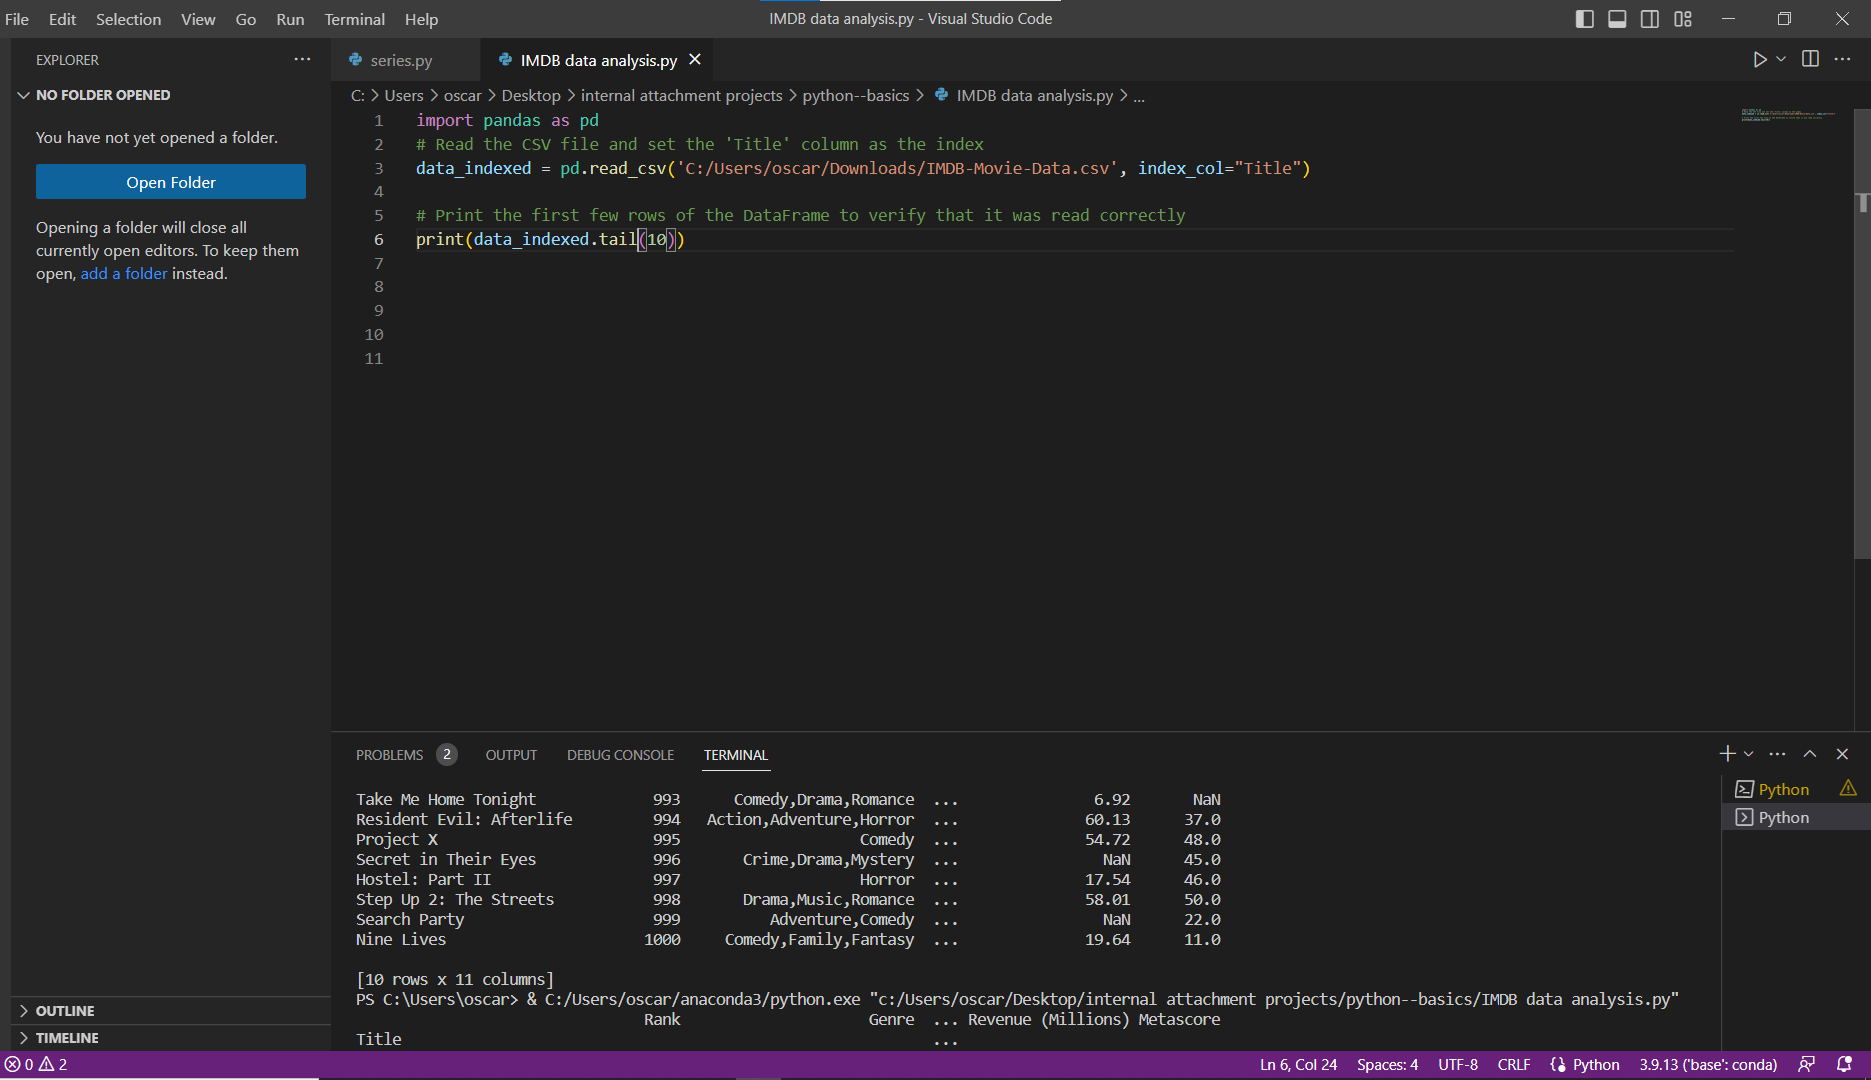 File Edit Selection View Go Run Terminal Help
IMDB data analysis.py - Visual Studio Code
EXPLORER
NO FOLDER OPENED
You have not yet opened a folder.
Open Folder
Opening a folder will close all
currently open editors. To keep them
open, add a folder instead.
OUTLINE
TIMELINE
series.py IMDB data analysis.py
C: > Users > oscar > Desktop > internal attachment projects > python--basics > IMDB data analysis.py > ...
1 import pandas as pd
2 # Read the CSV file and set the 'Title' column as the index
3 data_indexed = pd.read_csv('C:/Users/oscar/Downloads/IMDB-Movie-Data.csv', index_col="Title")
4
5 # Print the first few rows of the DataFrame to verify that it was read correctly
6 print(data_indexed.tail(10))
7
8
9
10
11
PROBLEMS 2 OUTPUT DEBUG CONSOLE TERMINAL
Take Me Home Tonight 993 Comedy,Drama,Romance ... 6.92 NaN
Resident Evil: Afterlife 994 Action,Adventure,Horror ... 60.13 37.0
Project X 995 Comedy ... 54.72 48.0
Secret in Their Eyes 996 Crime,Drama,Mystery ... NaN 45.0
Hostel: Part II 997 Horror ... 17.54 46.0
Step Up 2: The Streets 998 Drama,Music,Romance ... 58.01 50.0
Search Party 999 Adventure,Comedy ... NaN 22.0
Nine Lives 1000 Comedy,Family,Fantasy ... 19.64 11.0
[10 rows x 11 columns]
PS C:\Users\oscar> & C:/Users/oscar/anaconda3/python.exe "c:/Users/oscar/Desktop/internal attachment projects/python--basics/IMDB data analysis.py"
Rank Genre ... Revenue (Millions) Metascore
Title ...
Python
Python
0 2
Ln 6, Col 24 Spaces: 4 UTF-8 CRLF Python 3.9.13 ('base': conda)